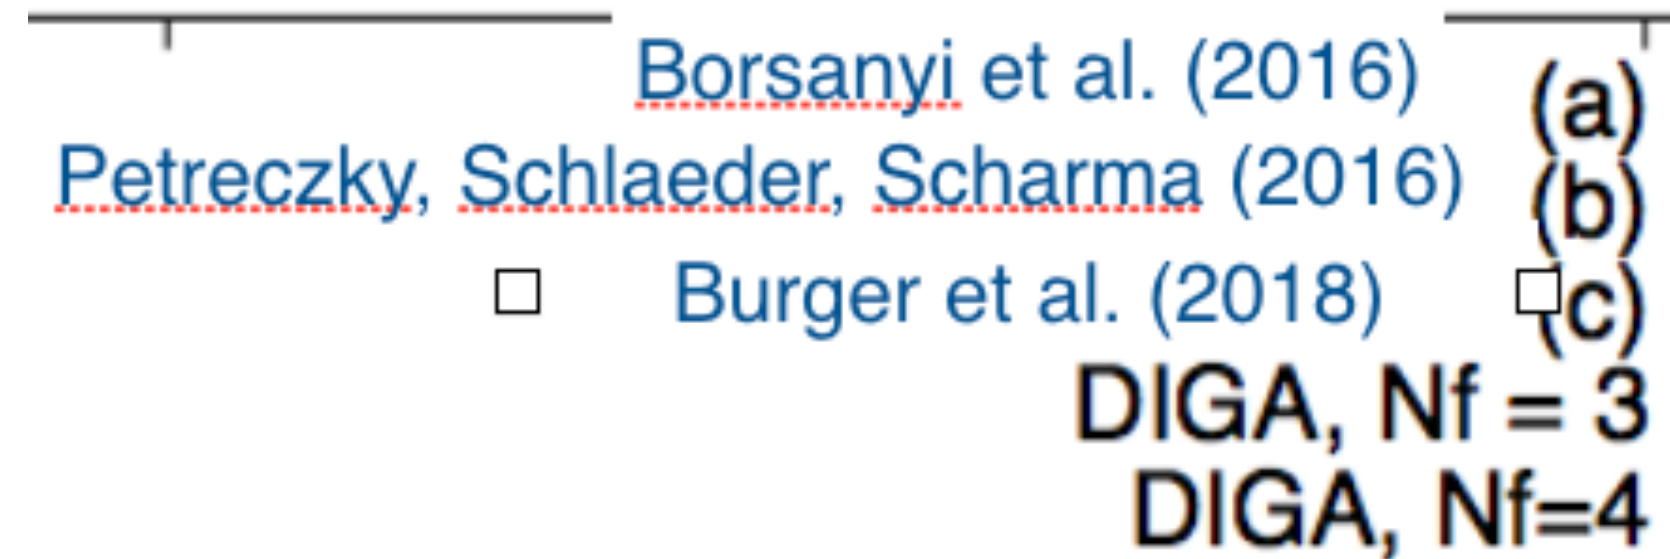 Borsanyi et al. (2016) (a)
Petreczky, Schlaeder, Scharma (2016) (b)
Burger et al. (2018) (c)
DIGA, Nf = 3
DIGA, Nf=4